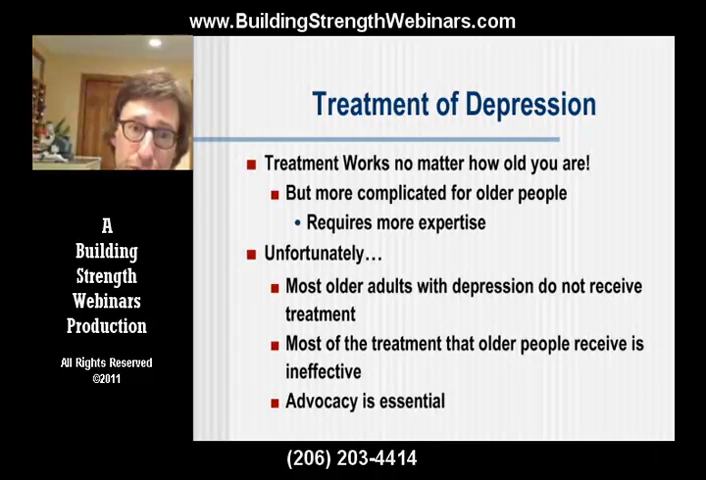 www.BuildingStrengthWebinars.com
Treatment of Depression
Treatment Works no matter how old you are!
But more complicated for older people
Requires more expertise
Unfortunately...
Most older adults with depression do not receive
treatment
Most of the treatment that older people receive is
ineffective
Advocacy is essential
A
Building
Strength
Webinars
Production
All Rights Reserved
©2011
(206) 203-4414